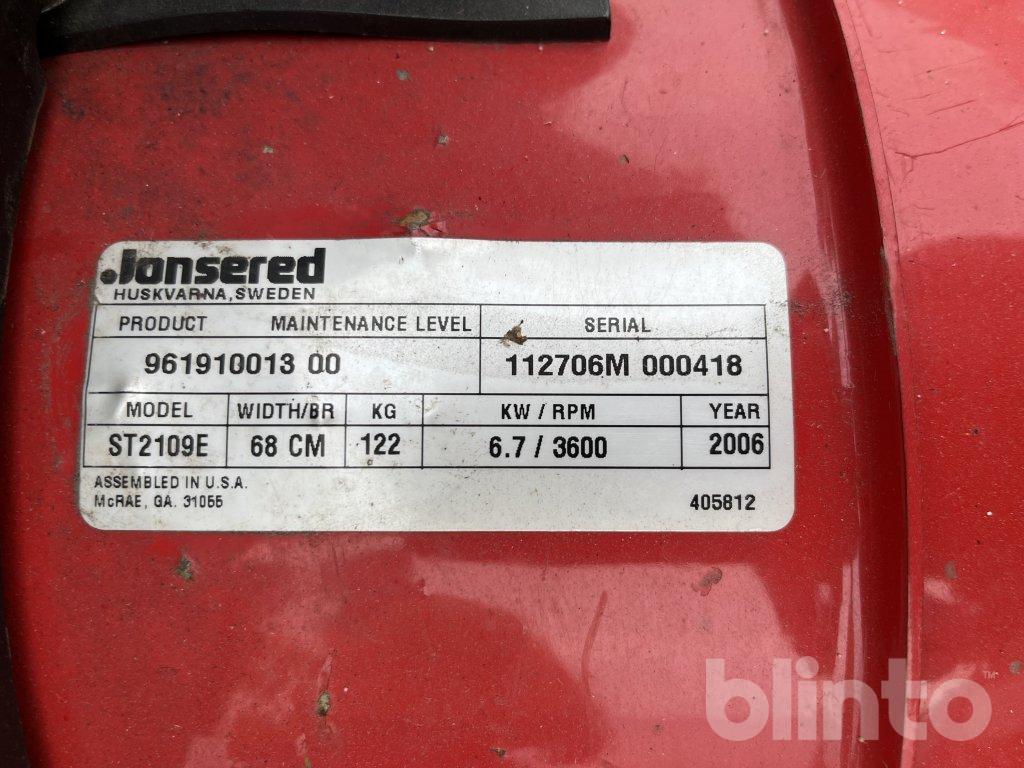 Jonsered
HUSKVARNA, SWEDEN
PRODUCT MAINTENANCE LEVEL SERIAL
961910013 00 112706M 000418
MODEL WIDTH/BR KG KW / RPM YEAR
ST2109E 68 CM 122 6.7 / 3600 2006
ASSEMBLED IN U.S.A.
McRAE, GA. 31055 405812
blinto™